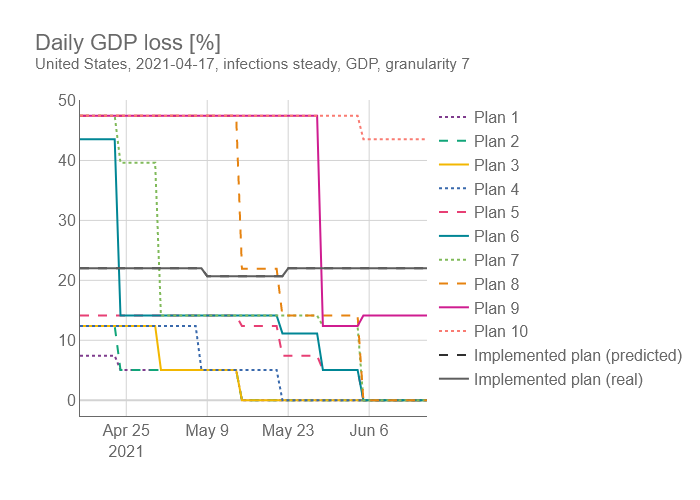 Daily GDP loss [%]
United States, 2021-04-17, infections steady, GDP, granularity 7
50
40
30
20
10
0
Apr 25
2021
May 9
May 23
Jun 6
Plan 1
Plan 2
Plan 3
Plan 4
Plan 5
Plan 6
Plan 7
Plan 8
Plan 9
Plan 10
Implemented plan (predicted)
Implemented plan (real)